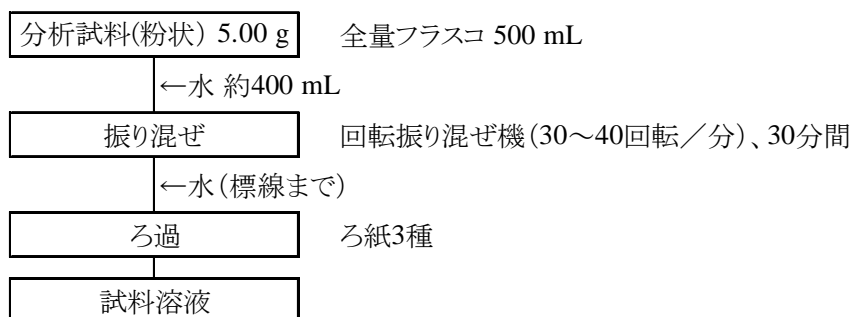 分析試料(粉状) 5.00 g 全量フラスコ 500 mL
←水 約400 mL
振り混ぜ 回転振り混ぜ機(30～40回転／分)、30分間
←水(標線まで)
ろ過 ろ紙3種
試料溶液